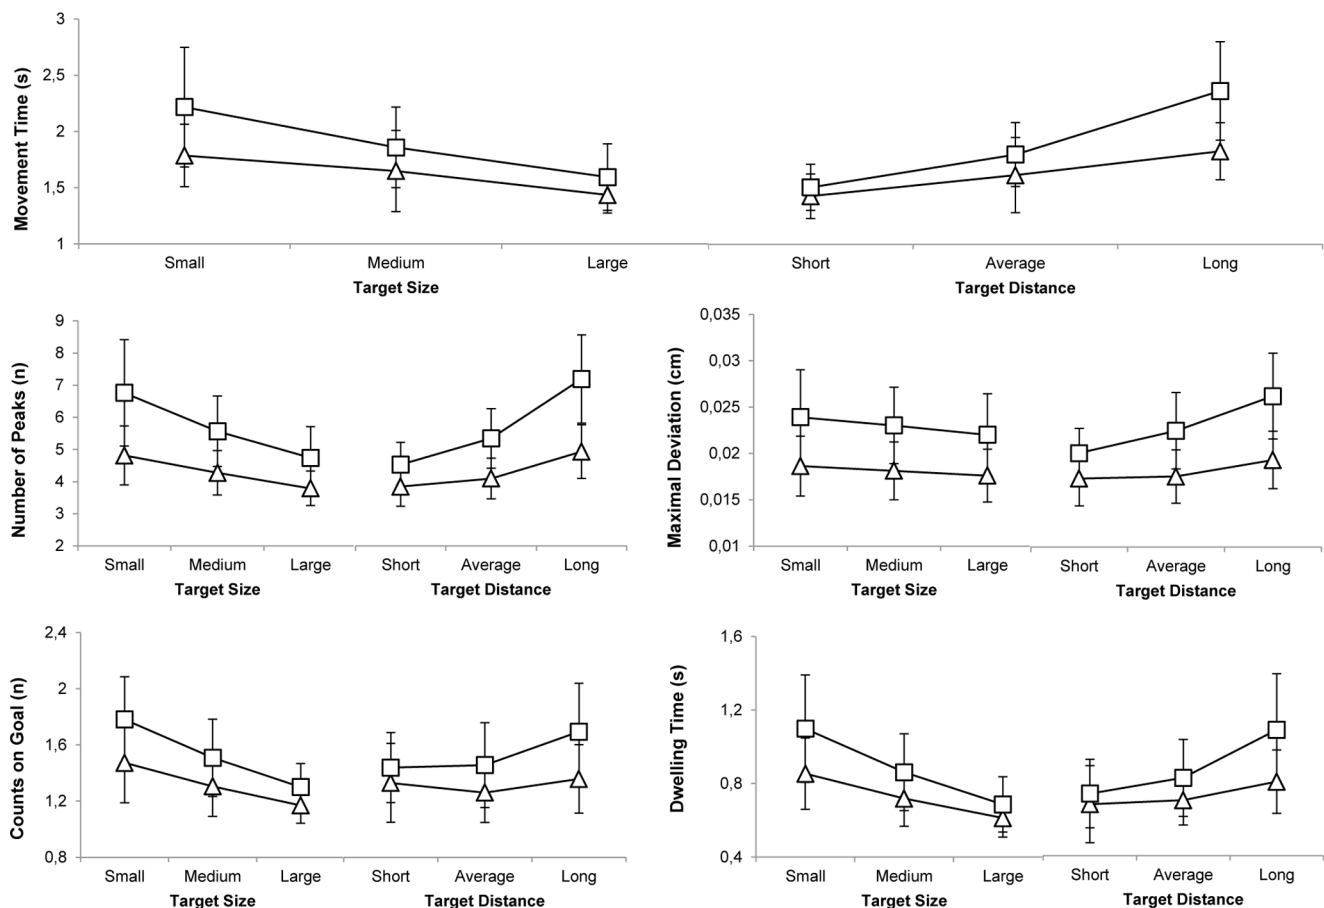 Movement Time (s)
3
2,5
2
1,5
1
Small Medium Large
Target Size
Short Average Long
Target Distance
Number of Peaks (n)
9
8
7
6
5
4
3
2
Small Medium Large
Target Size
Short Average Long
Target Distance
Maximal Deviation (cm)
0,035
0,03
0,025
0,02
0,015
0,01
Small Medium Large
Target Size
Short Average Long
Target Distance
Counts on Goal (n)
2,4
2
1,6
1,2
0,8
Small Medium Large
Target Size
Short Average Long
Target Distance
Dwelling Time (s)
1,6
1,2
0,8
0,4
Small Medium Large
Target Size
Short Average Long
Target Distance